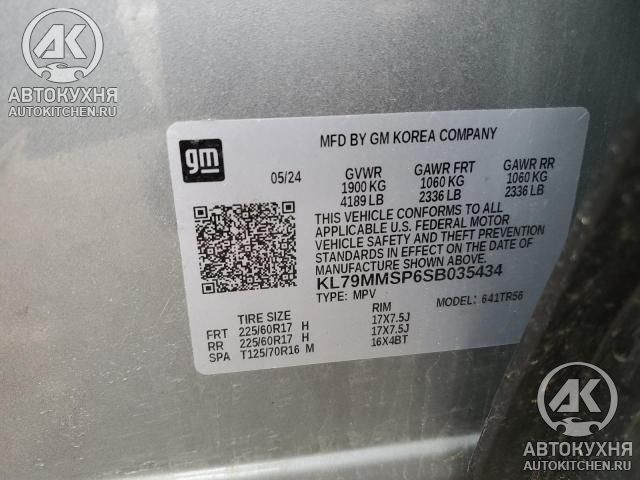 AK
АВТОКУХНЯ
AUTOKITCHEN.RU
MFD BY GM KOREA COMPANY
gm
05/24 GVWR GAWR FRT GAWR RR
1900 KG 1060 KG 1060 KG
4189 LB 2336 LB 2336 LB
THIS VEHICLE CONFORMS TO ALL
APPLICABLE U.S. FEDERAL MOTOR
VEHICLE SAFETY AND THEFT PREVENTION
STANDARDS IN EFFECT ON THE DATE OF
MANUFACTURE SHOWN ABOVE.
KL79MMSP6SB035434
TYPE: MPV MODEL: 641TR56
TIRE SIZE RIM
FRT 225/60R17 H 17X7.5J
RR 225/60R17 H 17X7.5J
SPA T125/70R16 M 16X4BT
AK
АВТОКУХНЯ
AUTOKITCHEN.RU